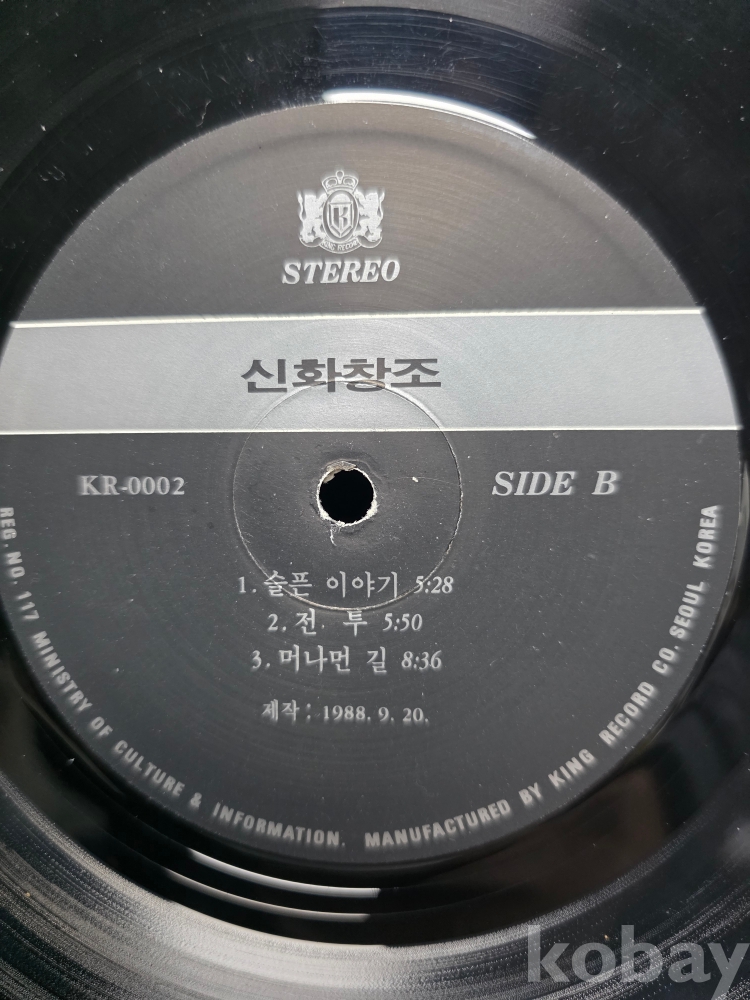 KING RECORD
STEREO
신화창조
KR-0002
SIDE B
1. 슬픈 이야기 5:28
2. 전 투 5:50
3. 머나먼 길 8:36
제작 : 1988. 9. 20.
REG. NO. 117 MINISTRY OF CULTURE & INFORMATION. MANUFACTURED BY KING RECORD CO. SEOUL KOREA
kobay